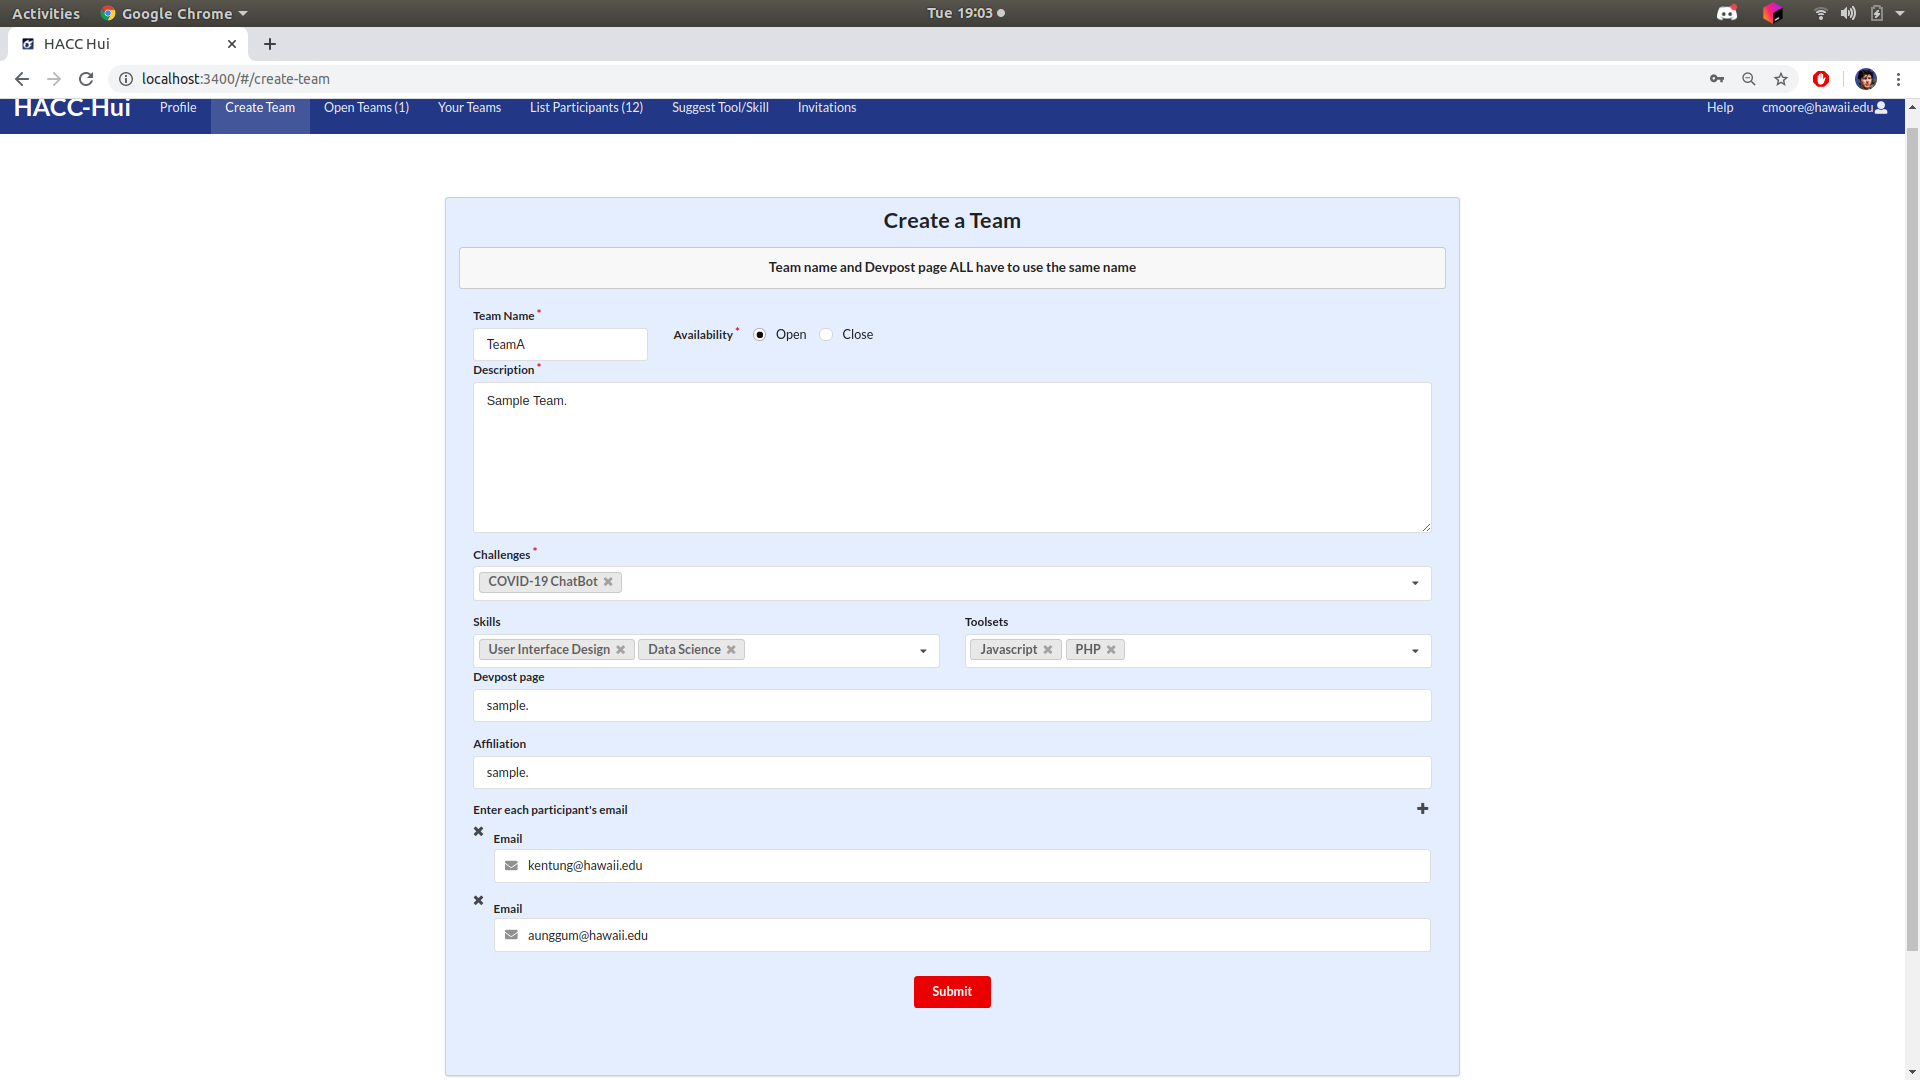 Activities Google Chrome Tue 19:03
HACC Hui
localhost:3400/#/create-team
HACC-Hui Profile Create Team Open Teams (1) Your Teams List Participants (12) Suggest Tool/Skill Invitations Help cmoore@hawaii.edu
Create a Team
Team name and Devpost page ALL have to use the same name
Team Name *
Availability * Open Close
TeamA
Description *
Sample Team.
Challenges *
COVID-19 ChatBot
Skills Toolsets
User Interface Design Data Science Javascript PHP
Devpost page
sample.
Affiliation
sample.
Enter each participant's email
Email
kentung@hawaii.edu
Email
aunggum@hawaii.edu
Submit